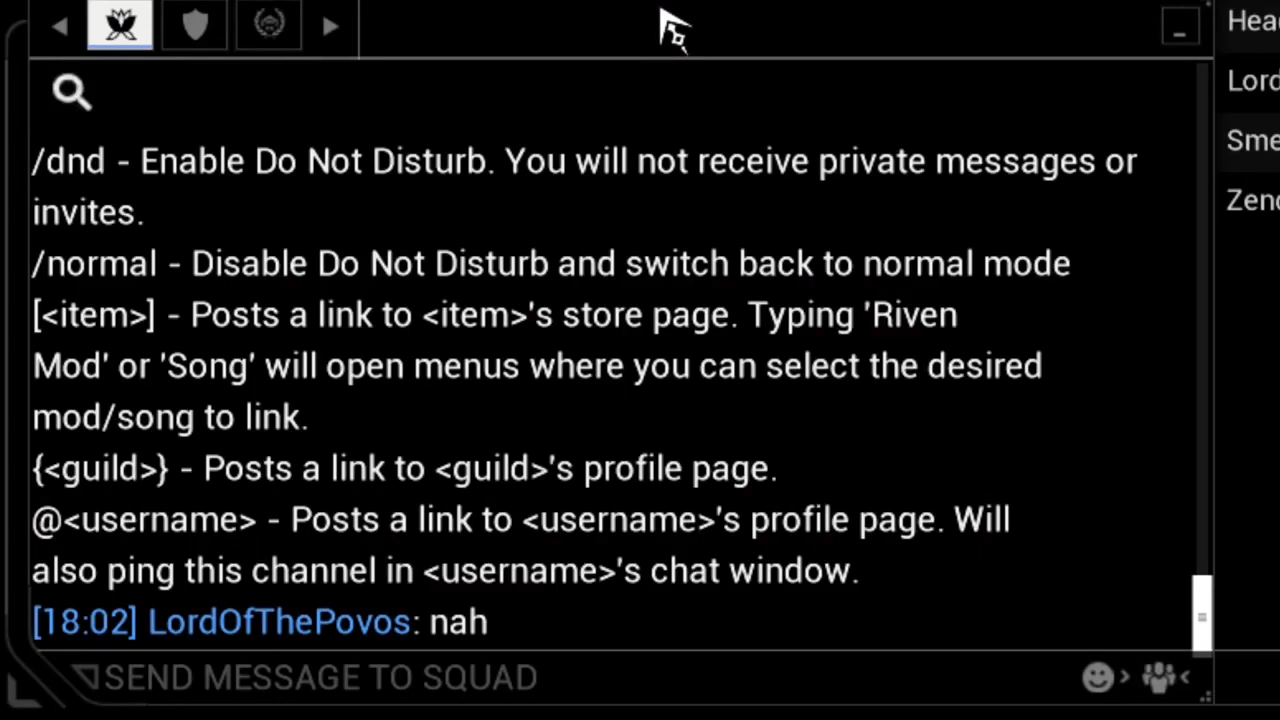 Hea
/dnd - Enable Do Not Disturb. You will not receive private messages or
invites.
/normal - Disable Do Not Disturb and switch back to normal mode
[<item>] - Posts a link to <item>'s store page. Typing 'Riven
Mod' or 'Song' will open menus where you can select the desired
mod/song to link.
{<guild>} - Posts a link to <guild>'s profile page.
@<username> - Posts a link to <username>'s profile page. Will
also ping this channel in <username>'s chat window.
[18:02] LordOfThePovos: nah
SEND MESSAGE TO SQUAD
Lord
Sme
Zen